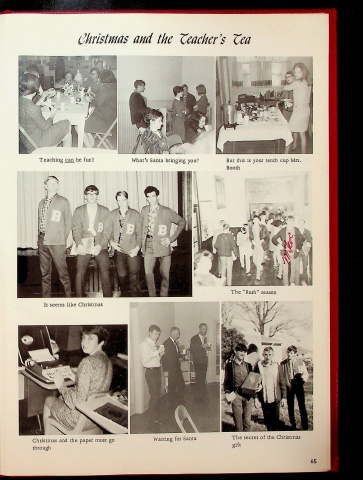 Christmas and the Teacher's Tea
Teaching can be fun!
What's Santa bringing you?
But this is your tenth cup Mrs.
Booth
B B B B
It seems like Christmas
The "Rush" season
Christmas and the paper must go
through
Waiting for Santa
The secret of the Christmas
gift
65